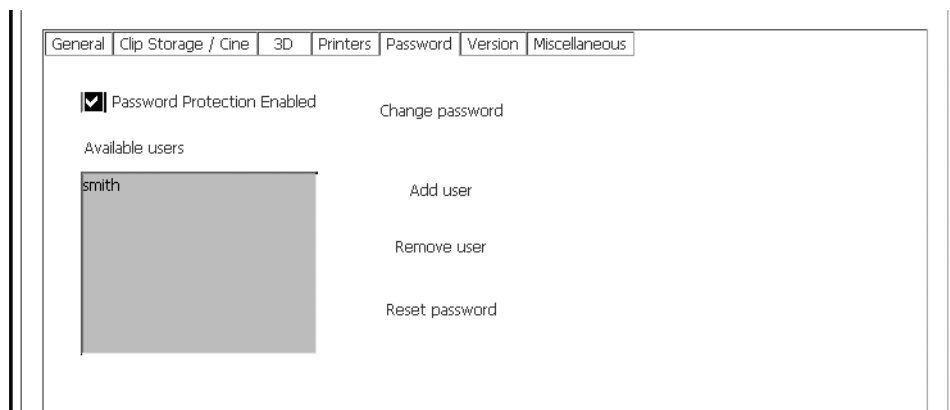 General Clip Storage / Cine 3D Printers Password Version Miscellaneous
Password Protection Enabled
Change password
Available users
smith
Add user
Remove user
Reset password